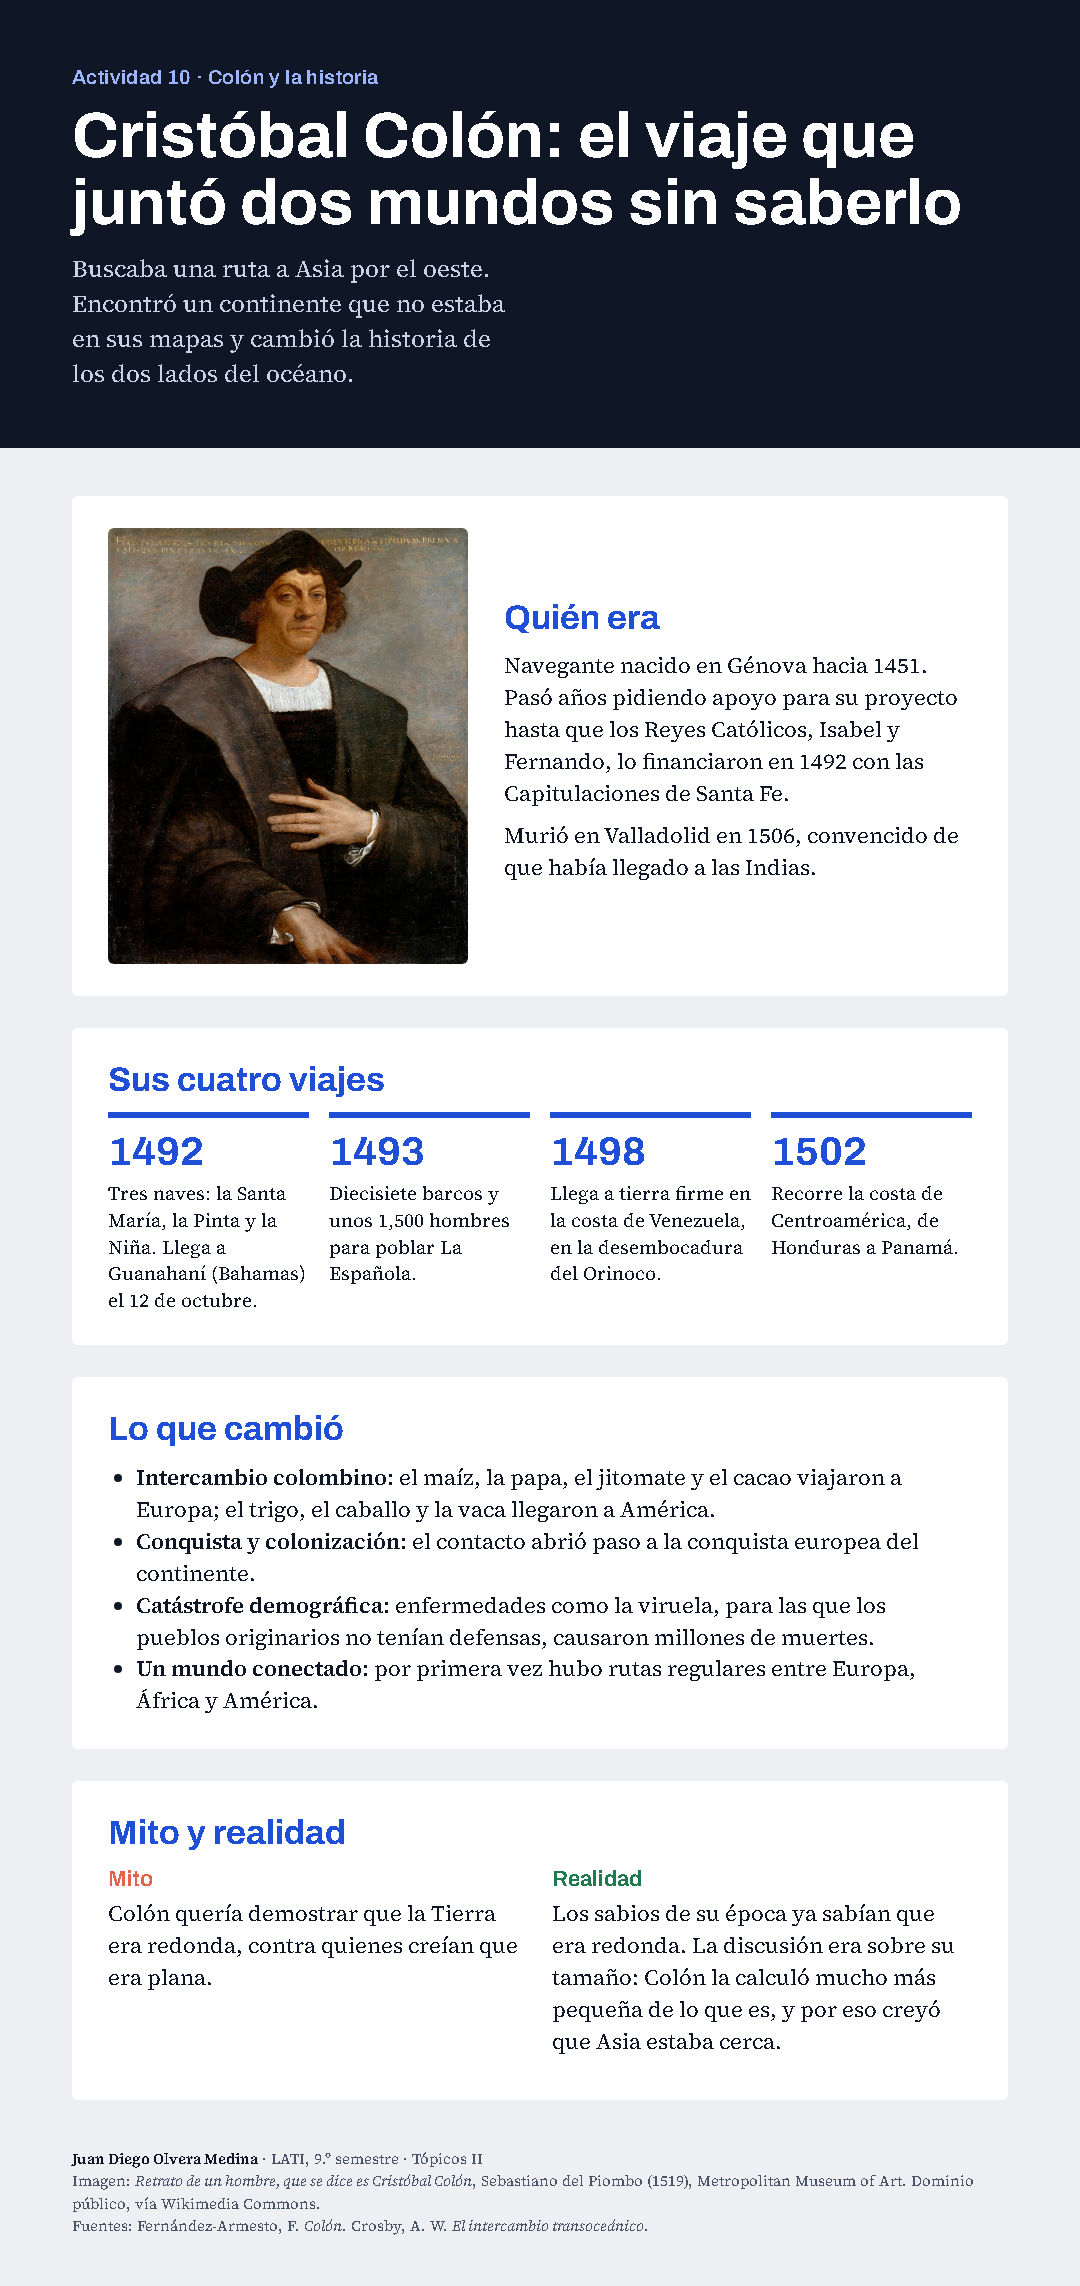 Actividad 10 · Colón y la historia
Cristóbal Colón: el viaje que
juntó dos mundos sin saberlo
Buscaba una ruta a Asia por el oeste.
Encontró un continente que no estaba
en sus mapas y cambió la historia de
los dos lados del océano.
Quién era
Navegante nacido en Génova hacia 1451.
Pasó años pidiendo apoyo para su proyecto
hasta que los Reyes Católicos, Isabel y
Fernando, lo financiaron en 1492 con las
Capitulaciones de Santa Fe.
Murió en Valladolid en 1506, convencido de
que había llegado a las Indias.
Sus cuatro viajes
1492
Tres naves: la Santa
María, la Pinta y la
Niña. Llega a
Guanahaní (Bahamas)
el 12 de octubre.
1493
Diecisiete barcos y
unos 1,500 hombres
para poblar La
Española.
1498
Llega a tierra firme en
la costa de Venezuela,
en la desembocadura
del Orinoco.
1502
Recorre la costa de
Centroamérica, de
Honduras a Panamá.
Lo que cambió
• Intercambio colombino: el maíz, la papa, el jitomate y el cacao viajaron a
Europa; el trigo, el caballo y la vaca llegaron a América.
• Conquista y colonización: el contacto abrió paso a la conquista europea del
continente.
• Catástrofe demográfica: enfermedades como la viruela, para las que los
pueblos originarios no tenían defensas, causaron millones de muertes.
• Un mundo conectado: por primera vez hubo rutas regulares entre Europa,
África y América.
Mito y realidad
Mito
Colón quería demostrar que la Tierra
era redonda, contra quienes creían que
era plana.
Realidad
Los sabios de su época ya sabían que
era redonda. La discusión era sobre su
tamaño: Colón la calculó mucho más
pequeña de lo que es, y por eso creyó
que Asia estaba cerca.
Juan Diego Olvera Medina · LATI, 9.º semestre · Tópicos II
Imagen: Retrato de un hombre, que se dice es Cristóbal Colón, Sebastiano del Piombo (1519), Metropolitan Museum of Art. Dominio
público, vía Wikimedia Commons.
Fuentes: Fernández-Armesto, F. Colón. Crosby, A. W. El intercambio transoceánico.